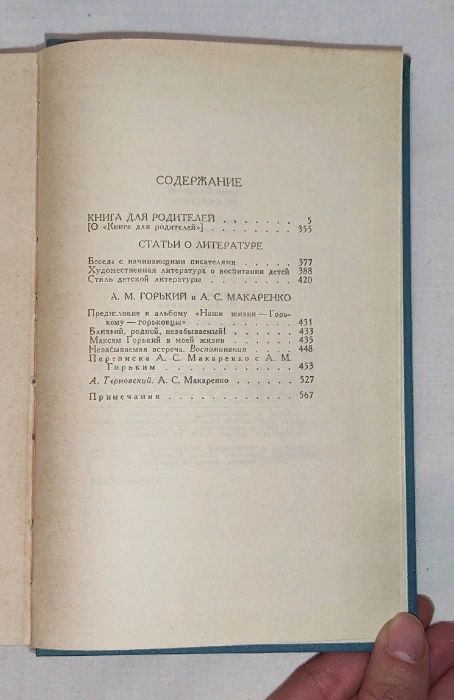 СОДЕРЖАНИЕ
КНИГА ДЛЯ РОДИТЕЛЕЙ . . . . . . . 5
[О «Книге для родителей»] . . . . . . . . 355
СТАТЬИ О ЛИТЕРАТУРЕ
Беседа с начинающими писателями . . . . . 377
Художественная литература о воспитании детей 388
Стиль детской литературы . . . . . . . . 420
А. М. ГОРЬКИЙ и А. С. МАКАРЕНКО
Предисловие к альбому «Наши жизни — Горь-
кому — горьковцы» . . . . . . . . . 431
Близкий, родной, незабываемый! . . . . . . 433
Максим Горький в моей жизни . . . . . . 435
Незабываемая встреча. Воспоминания . . . . 448
Переписка А. С. Макаренко с А. М.
Горьким . . . . . . . . . . . . 453
А. Терновский. А. С. Макаренко . . . . . 527
Примечания . . . . . . . . . . . 567